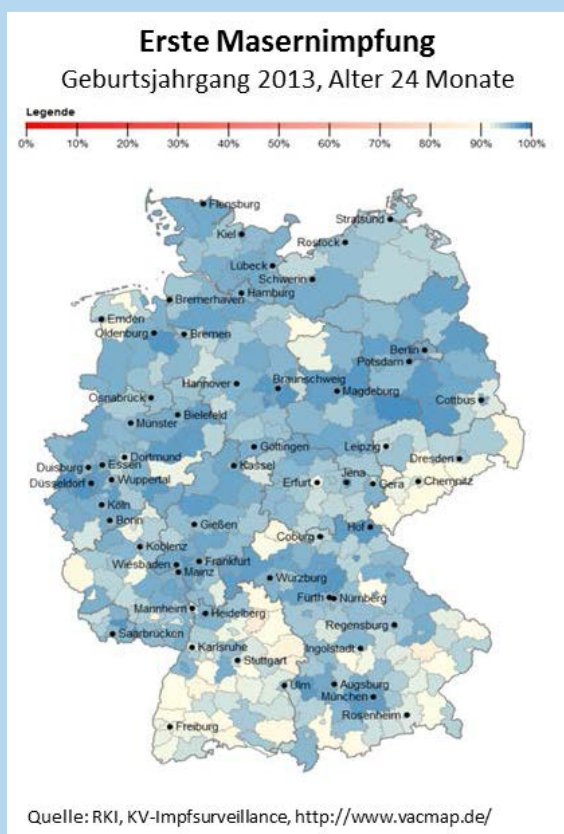 Erste Masernimpfung
Geburtsjahrgang 2013, Alter 24 Monate
Legende
0% 10% 20% 30% 40% 50% 60% 70% 80% 90% 100%
Flensburg
Stralsund
Kiel
Rostock
Lübeck
Schwerin
Hamburg
Bremerhaven
Emden
Oldenburg
Bremen
Berlin
Potsdam
Hannover
Braunschweig
Magdeburg
Osnabrück
Cottbus
Bielefeld
Münster
Göttingen
Leipzig
Dortmund
Dresden
Duisburg
Essen
Kassel
Jena
Düsseldorf
Wuppertal
Erfurt
Gera
Chemnitz
Köln
Bonn
Gießen
Hof
Coburg
Koblenz
Frankfurt
Wiesbaden
Mainz
Würzburg
Fürth
Nürnberg
Mannheim
Heidelberg
Regensburg
Saarbrücken
Karlsruhe
Ingolstadt
Stuttgart
Ulm
Augsburg
München
Rosenheim
Freiburg
Quelle: RKI, KV-Impfsurveillance, http://www.vacmap.de/